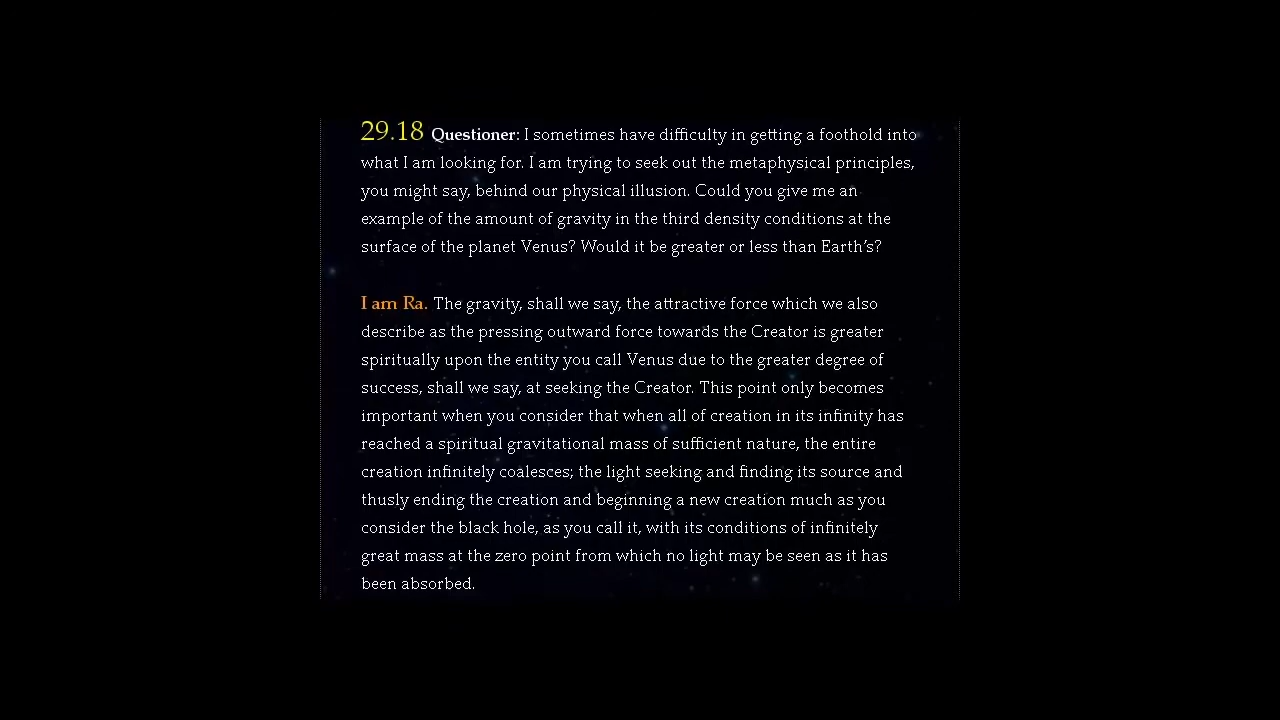 29.18 Questioner: I sometimes have difficulty in getting a foothold into
what I am looking for. I am trying to seek out the metaphysical principles,
you might say, behind our physical illusion. Could you give me an
example of the amount of gravity in the third density conditions at the
surface of the planet Venus? Would it be greater or less than Earth's?
I am Ra. The gravity, shall we say, the attractive force which we also
describe as the pressing outward force towards the Creator is greater
spiritually upon the entity you call Venus due to the greater degree of
success, shall we say, at seeking the Creator. This point only becomes
important when you consider that when all of creation in its infinity has
reached a spiritual gravitational mass of sufficient nature, the entire
creation infinitely coalesces; the light seeking and finding its source and
thusly ending the creation and beginning a new creation much as you
consider the black hole, as you call it, with its conditions of infinitely
great mass at the zero point from which no light may be seen as it has
been absorbed.